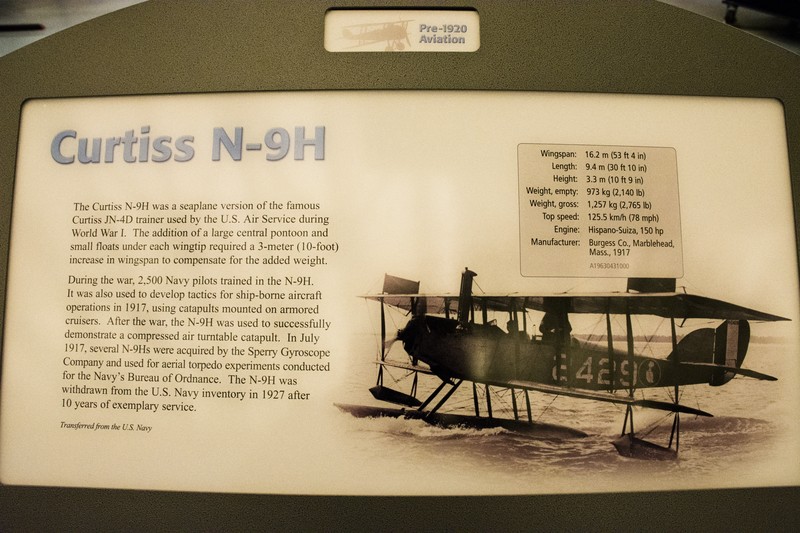 Pre-1920
Aviation
Curtiss N-9H
The Curtiss N-9H was a seaplane version of the famous
Curtiss JN-4D trainer used by the U.S. Air Service during
World War I. The addition of a large central pontoon and
small floats under each wingtip required a 3-meter (10-foot)
increase in wingspan to compensate for the added weight.
During the war, 2,500 Navy pilots trained in the N-9H.
It was also used to develop tactics for ship-borne aircraft
operations in 1917, using catapults mounted on armored
cruisers. After the war, the N-9H was used to successfully
demonstrate a compressed air turntable catapult. In July
1917, several N-9Hs were acquired by the Sperry Gyroscope
Company and used for aerial torpedo experiments conducted
for the Navy's Bureau of Ordnance. The N-9H was
withdrawn from the U.S. Navy inventory in 1927 after
10 years of exemplary service.
Transferred from the U.S. Navy
Wingspan: 16.2 m (53 ft 4 in)
Length: 9.4 m (30 ft 10 in)
Height: 3.3 m (10 ft 9 in)
Weight, empty: 973 kg (2,140 lb)
Weight, gross: 1,257 kg (2,765 lb)
Top speed: 125.5 km/h (78 mph)
Engine: Hispano-Suiza, 150 hp
Manufacturer: Burgess Co., Marblehead,
Mass., 1917
A19630431000